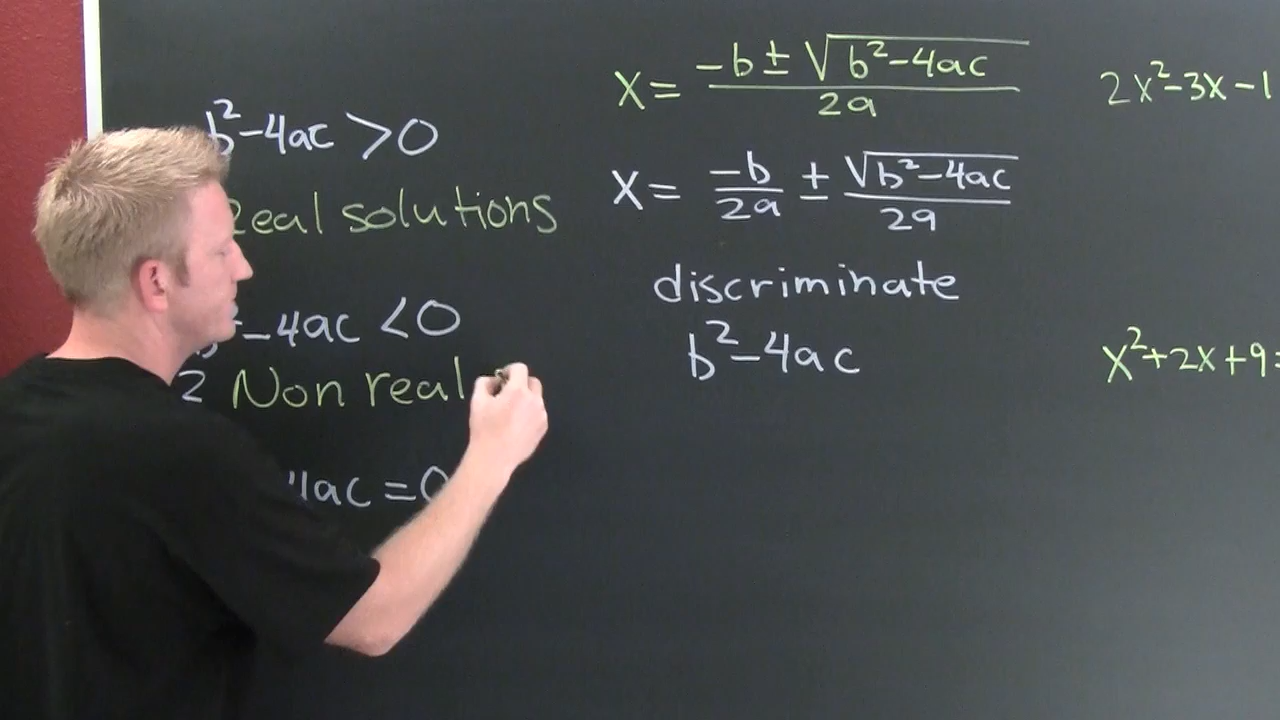 b²-4ac >0
Real solutions
b²-4ac <0
2 Non real
4ac =0
x= -b ± √b²-4ac / 2a
x= -b / 2a ± √b²-4ac / 2a
discriminate
b²-4ac
2x²-3x-1
x²+2x+9=